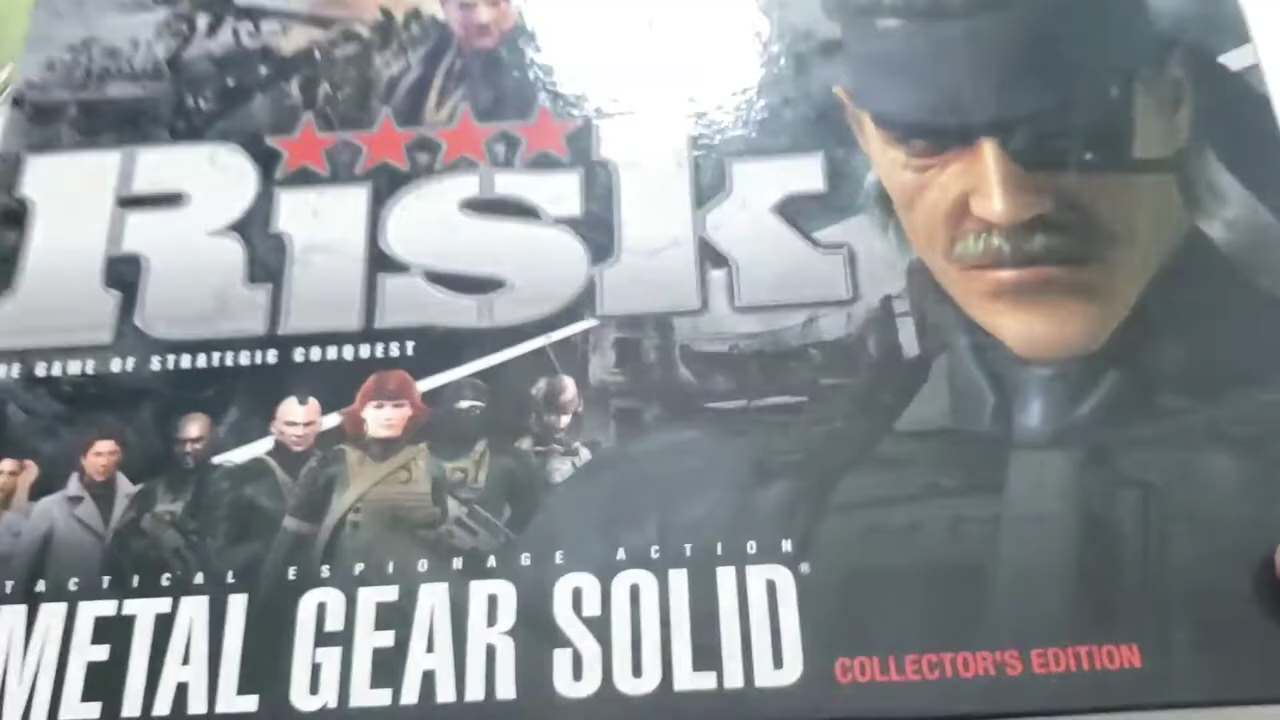 RISK
THE GAME OF STRATEGIC CONQUEST
TACTICAL ESPIONAGE ACTION
METAL GEAR SOLID®
COLLECTOR'S EDITION